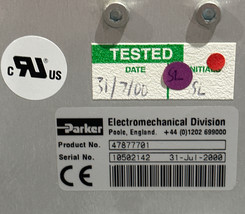 TESTED
DATE INITIALS
31/7/00 SL SL
c RU US
Parker Electromechanical Division
Poole, England. +44 (0)1202 699000
Product No. 47877701
Serial No. 10502142 31-Jul-2000
CE